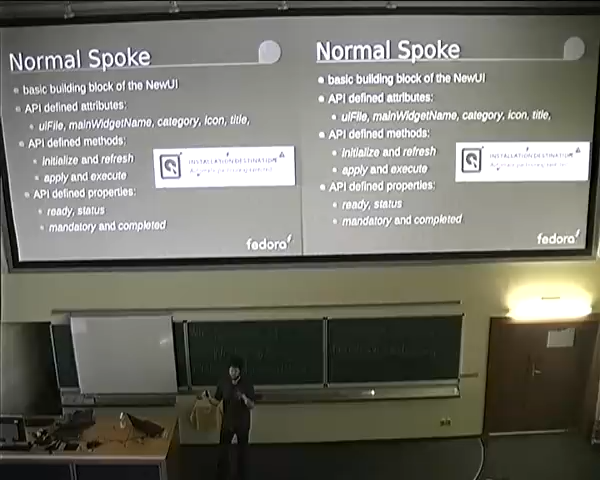 Normal Spoke
basic building block of the NewUI
API defined attributes:
uiFile, mainWidgetName, category, icon, title,
API defined methods:
initialize and refresh
apply and execute
API defined properties:
ready, status
mandatory and completed
INSTALLATION DESTINATION
fedora
Normal Spoke
basic building block of the NewUI
API defined attributes:
uiFile, mainWidgetName, category, icon, title,
API defined methods:
initialize and refresh
apply and execute
API defined properties:
ready, status
mandatory and completed
INSTALLATION DESTINATION
fedora